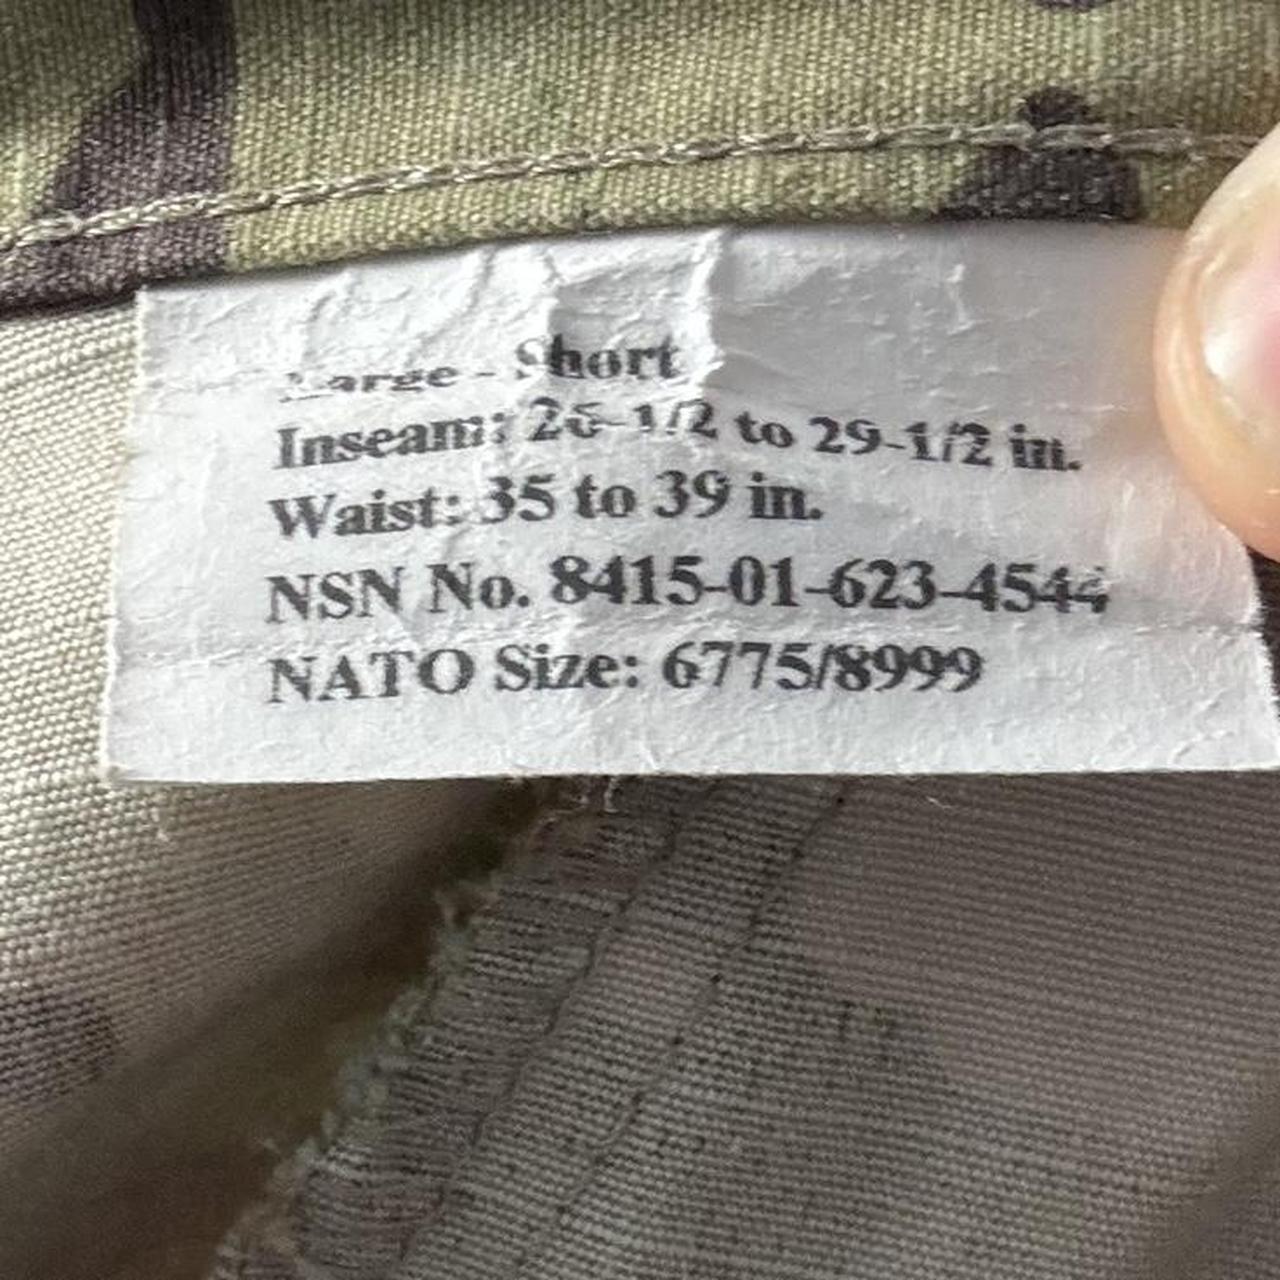 Large - Short
Inseam: 26-1/2 to 29-1/2 in.
Waist: 35 to 39 in.
NSN No. 8415-01-623-4544
NATO Size: 6775/8999